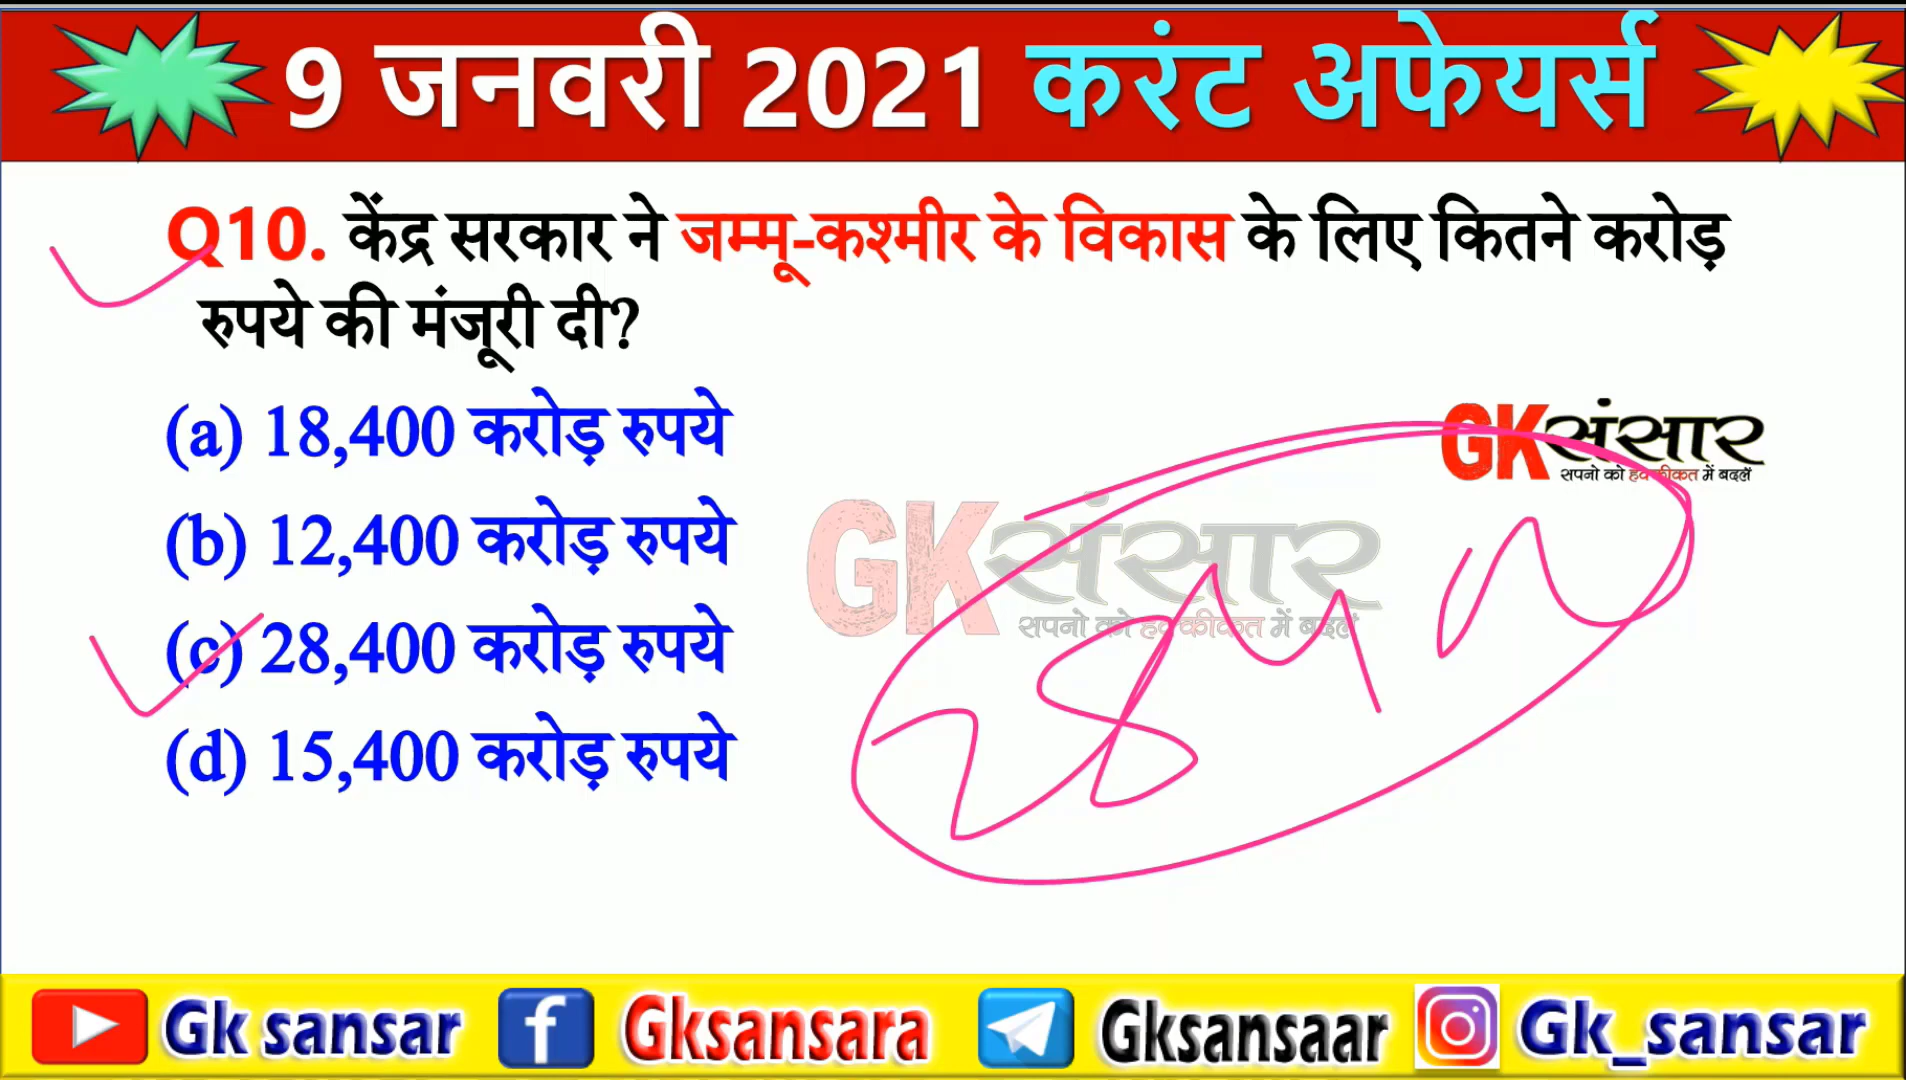 9 जनवरी 2021 करंट अफेयर्स
Q10. केंद्र सरकार ने जम्मू-कश्मीर के विकास के लिए कितने करोड़
रुपये की मंजूरी दी?
(a) 18,400 करोड़ रुपये
GKसंसार
सपनो को हक्कीकत में बदलें
(b) 12,400 करोड़ रुपये
GKसंसार
सपनो को हक्कीकत में बदलें
(c) 28,400 करोड़ रुपये
(d) 15,400 करोड़ रुपये
Gk sansar Gksansara Gksansaar Gk_sansar